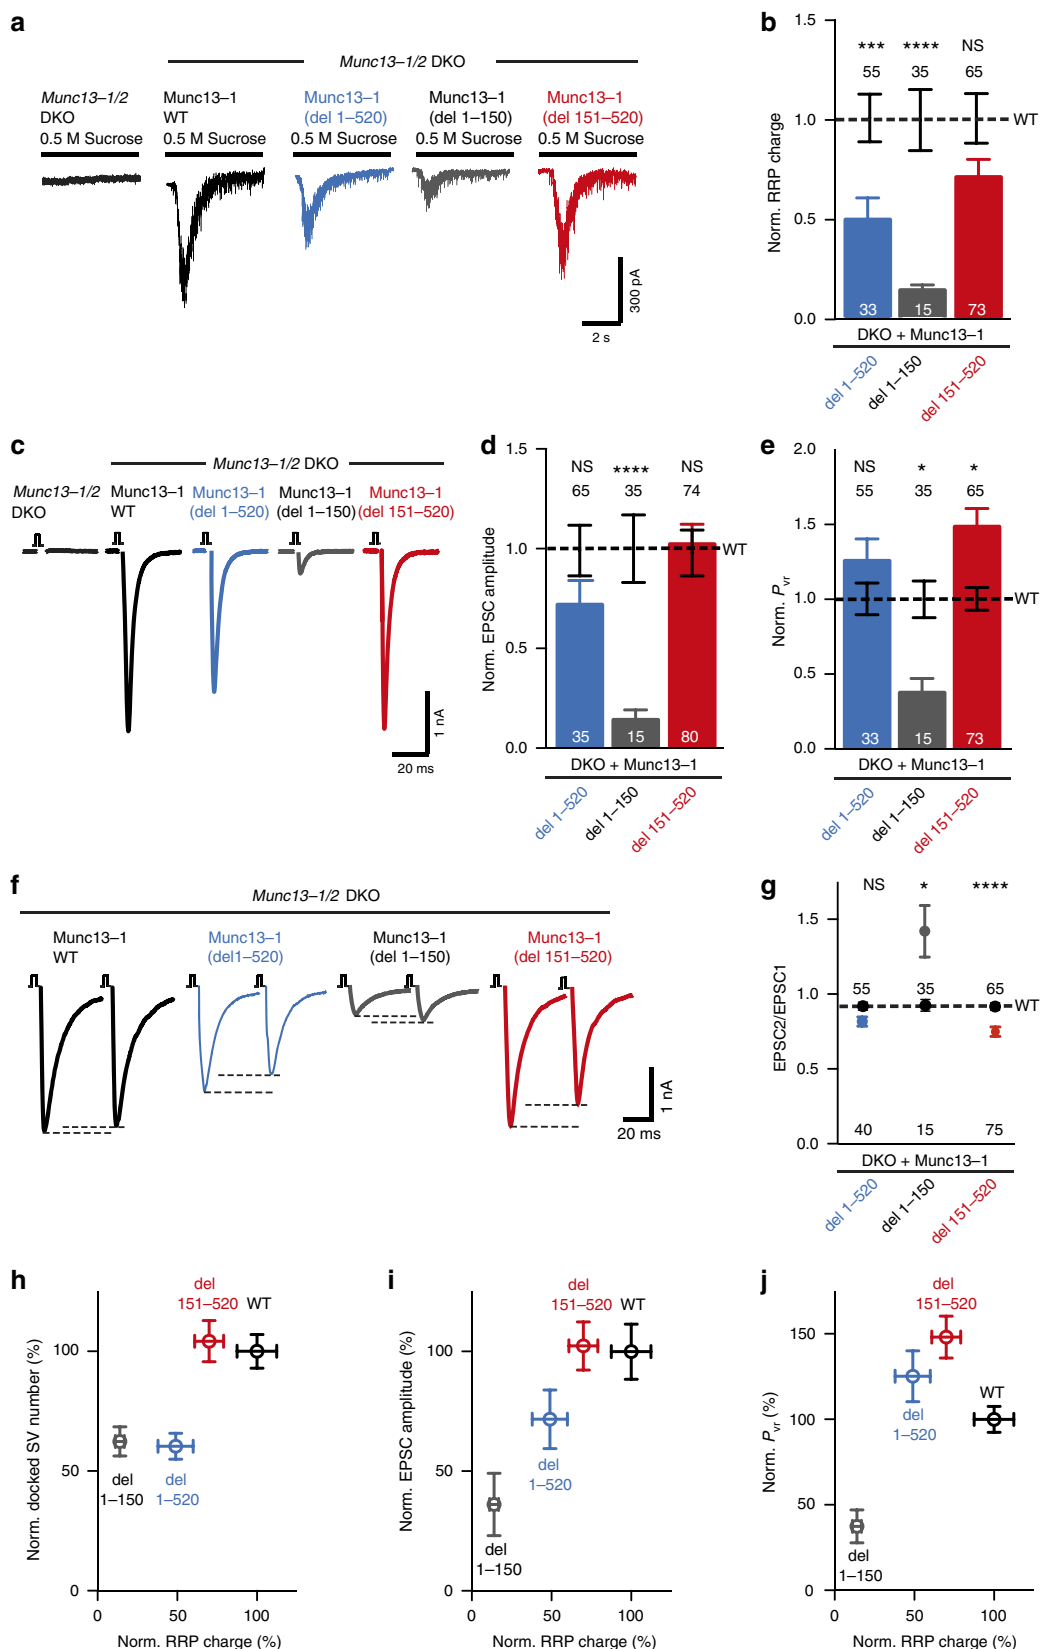 a
Munc13–1/2 DKO
Munc13–1/2
DKO
0.5 M Sucrose
Munc13–1
WT
0.5 M Sucrose
Munc13–1
(del 1–520)
0.5 M Sucrose
Munc13–1
(del 1–150)
0.5 M Sucrose
Munc13–1
(del 151–520)
0.5 M Sucrose
300 pA
2 s
b
Norm. RRP charge
1.5
1.0
0.5
0.0
*** **** NS
55 35 65
WT
33 15 73
DKO + Munc13–1
del 1–520
del 1–150
del 151–520
c
Munc13–1/2 DKO
Munc13–1/2
DKO
Munc13–1
WT
Munc13–1
(del 1–520)
Munc13–1
(del 1–150)
Munc13–1
(del 151–520)
1 nA
20 ms
d
Norm. EPSC amplitude
1.5
1.0
0.5
0.0
NS **** NS
65 35 74
WT
35 15 80
DKO + Munc13–1
del 1–520
del 1–150
del 151–520
e
Norm. Pvr
2.0
1.5
1.0
0.5
0.0
NS * *
55 35 65
WT
33 15 73
DKO + Munc13–1
del 1–520
del 1–150
del 151–520
f
Munc13–1/2 DKO
Munc13–1
WT
Munc13–1
(del1–520)
Munc13–1
(del 1–150)
Munc13–1
(del 151–520)
1 nA
20 ms
g
EPSC2/EPSC1
1.5
1.0
0.5
0.0
NS * ****
55 35 65
WT
40 15 75
DKO + Munc13–1
del 1–520
del 1–150
del 151–520
h
Norm. docked SV number (%)
100
50
0
del
151–520
WT
del
1–150
del
1–520
0 50 100
Norm. RRP charge (%)
i
Norm. EPSC amplitude (%)
100
50
0
del
151–520
WT
del
1–520
del
1–150
0 50 100
Norm. RRP charge (%)
j
Norm. Pvr (%)
150
100
50
0
del
151–520
WT
del
1–520
del
1–150
0 50 100
Norm. RRP charge (%)